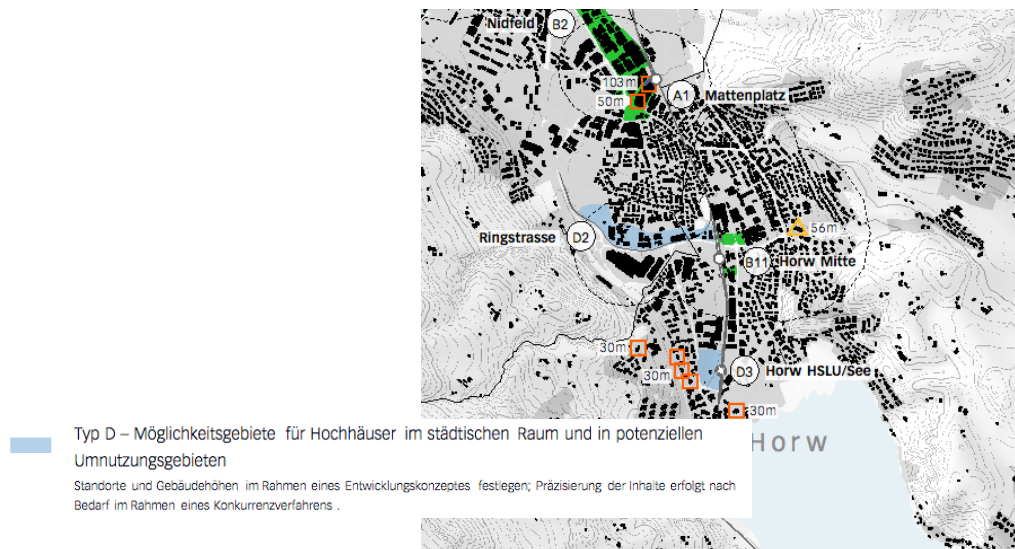 Nidfeld B2
103m
50m
A1 Mattenplatz
Ringstrasse D2
56m
B11 Horw Mitte
30m
30m
D3 Horw HSLU/See
30m
Horw
Typ D – Möglichkeitsgebiete für Hochhäuser im städtischen Raum und in potenziellen
Umnutzungsgebieten
Standorte und Gebäudehöhen im Rahmen eines Entwicklungskonzeptes festlegen; Präzisierung der Inhalte erfolgt nach
Bedarf im Rahmen eines Konkurrenzverfahrens .